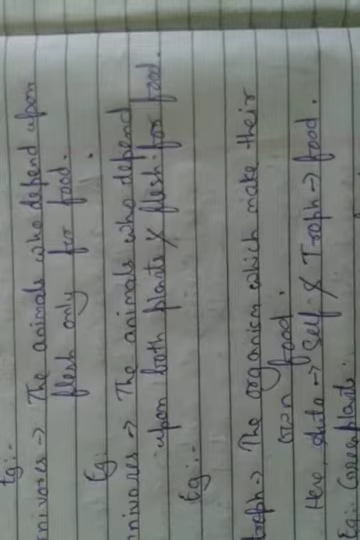 Eg:-
nivores → The animals who depend upon
flesh only for food.
Eg:
nivores → The animals who depend
upon both plants & flesh for food.
Eg:-
troph → The organism which make their
own food.
Here, Auto → Self & Troph → food.
Eg:- Green plants.